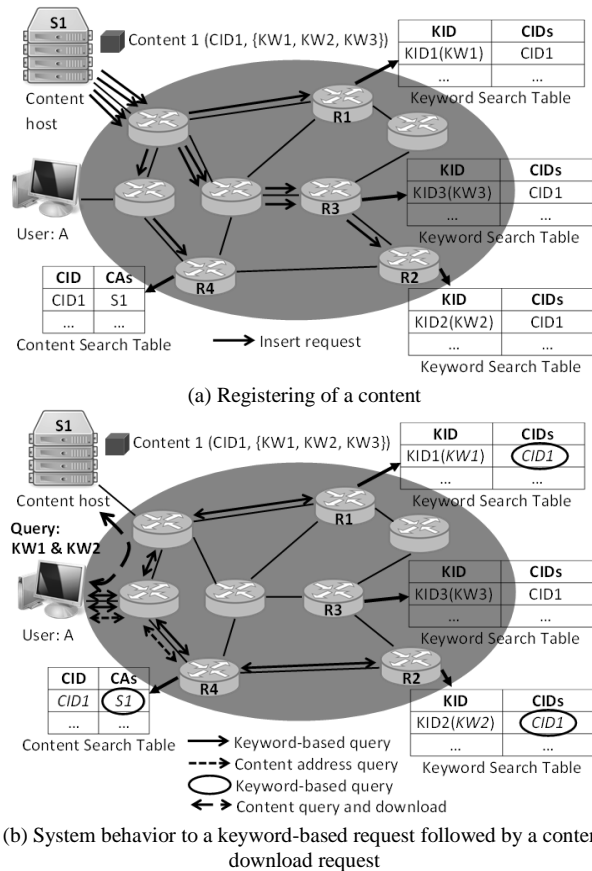 S1
Content 1 (CID1, {KW1, KW2, KW3})
Content host
User: A
R1
R3
R2
R4
KID CIDs
KID1(KW1) CID1
... ...
Keyword Search Table
KID CIDs
KID3(KW3) CID1
... ...
Keyword Search Table
KID CIDs
KID2(KW2) CID1
... ...
Keyword Search Table
CID CAs
CID1 S1
... ...
Content Search Table
Insert request
(a) Registering of a content
S1
Content 1 (CID1, {KW1, KW2, KW3})
Content host
Query:
KW1 & KW2
User: A
R1
R3
R2
R4
KID CIDs
KID1(KW1) CID1
... ...
Keyword Search Table
KID CIDs
KID3(KW3) CID1
... ...
Keyword Search Table
KID CIDs
KID2(KW2) CID1
... ...
Keyword Search Table
CID CAs
CID1 S1
... ...
Content Search Table
Keyword-based query
Content address query
Keyword-based query
Content query and download
(b) System behavior to a keyword-based request followed by a conten
download request